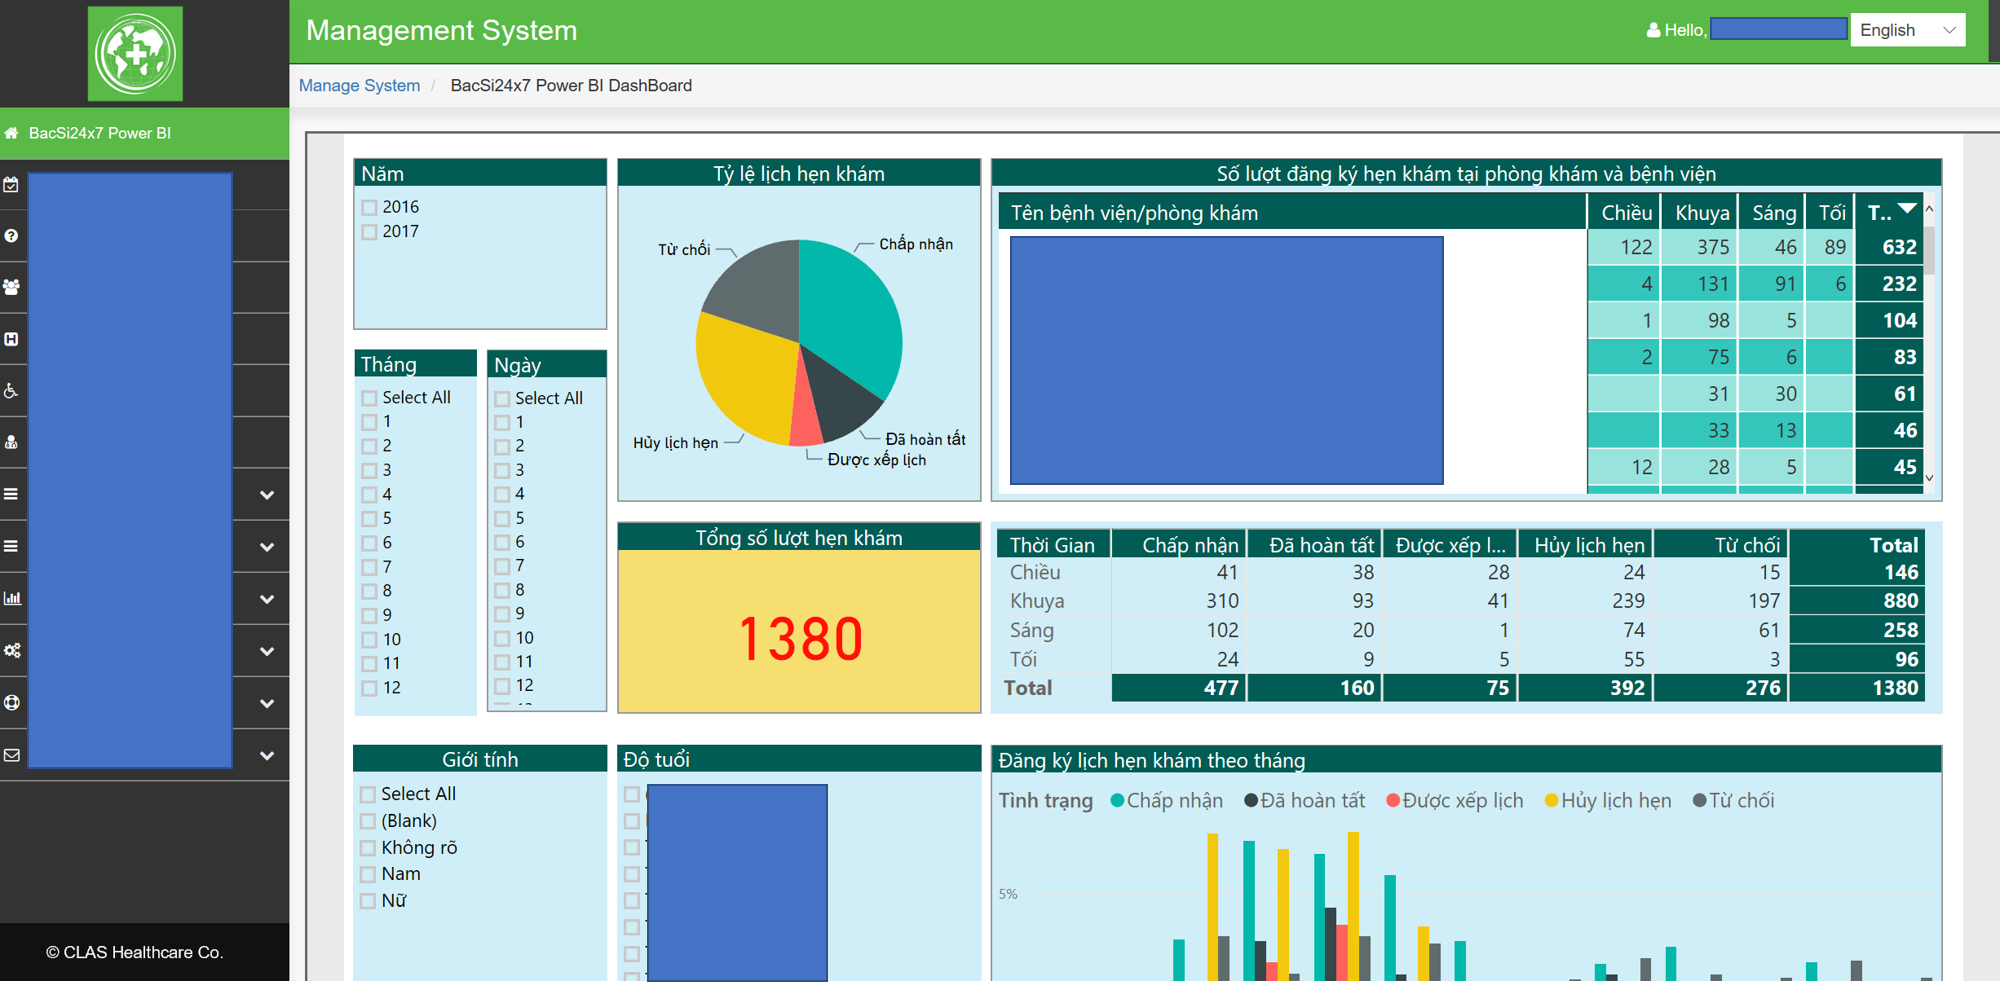 Management System
Hello,
English
Manage System / BacSi24x7 Power BI DashBoard
BacSi24x7 Power BI
© CLAS Healthcare Co.
Năm
2016
2017
Tháng
Select All
1
2
3
4
5
6
7
8
9
10
11
12
Ngày
Select All
1
2
3
4
5
6
7
8
9
10
11
12
Tỷ lệ lịch hẹn khám
Từ chối
Chấp nhận
Hủy lịch hẹn
Đã hoàn tất
Được xếp lịch
Số lượt đăng ký hẹn khám tại phòng khám và bệnh viện
Tên bệnh viện/phòng khám Chiều Khuya Sáng Tối T..
122 375 46 89 632
4 131 91 6 232
1 98 5 104
2 75 6 83
31 30 61
33 13 46
12 28 5 45
Tổng số lượt hẹn khám
1380
Thời Gian Chấp nhận Đã hoàn tất Được xếp l... Hủy lịch hẹn Từ chối Total
Chiều 41 38 28 24 15 146
Khuya 310 93 41 239 197 880
Sáng 102 20 1 74 61 258
Tối 24 9 5 55 3 96
Total 477 160 75 392 276 1380
Giới tính
Select All
(Blank)
Không rõ
Nam
Nữ
Độ tuổi
Đăng ký lịch hẹn khám theo tháng
Tình trạng Chấp nhận Đã hoàn tất Được xếp lịch Hủy lịch hẹn Từ chối
5%